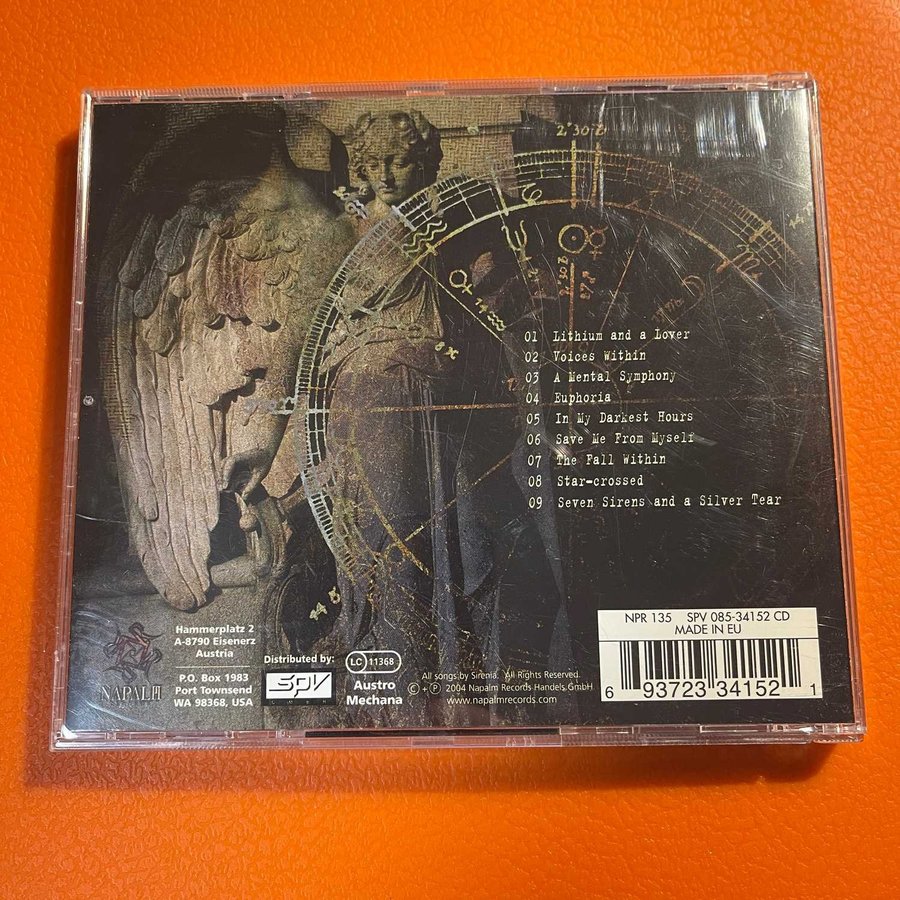 2°30 ♉
01 Lithium and a Lover
02 Voices Within
03 A Mental Symphony
04 Euphoria
05 In My Darkest Hours
06 Save Me From Myself
07 The Fall Within
08 Star-crossed
09 Seven Sirens and a Silver Tear
NAPALM
Hammerplatz 2
A-8790 Eisenerz
Austria
P.O. Box 1983
Port Townsend
WA 98368, USA
Distributed by:
SPV
LC 11368
Austro
Mechana
All songs by Sirenia. All Rights Reserved.
© + ℗ 2004 Napalm Records Handels GmbH
www.napalmrecords.com
NPR 135 SPV 085-34152 CD
MADE IN EU
6 93723 34152 1